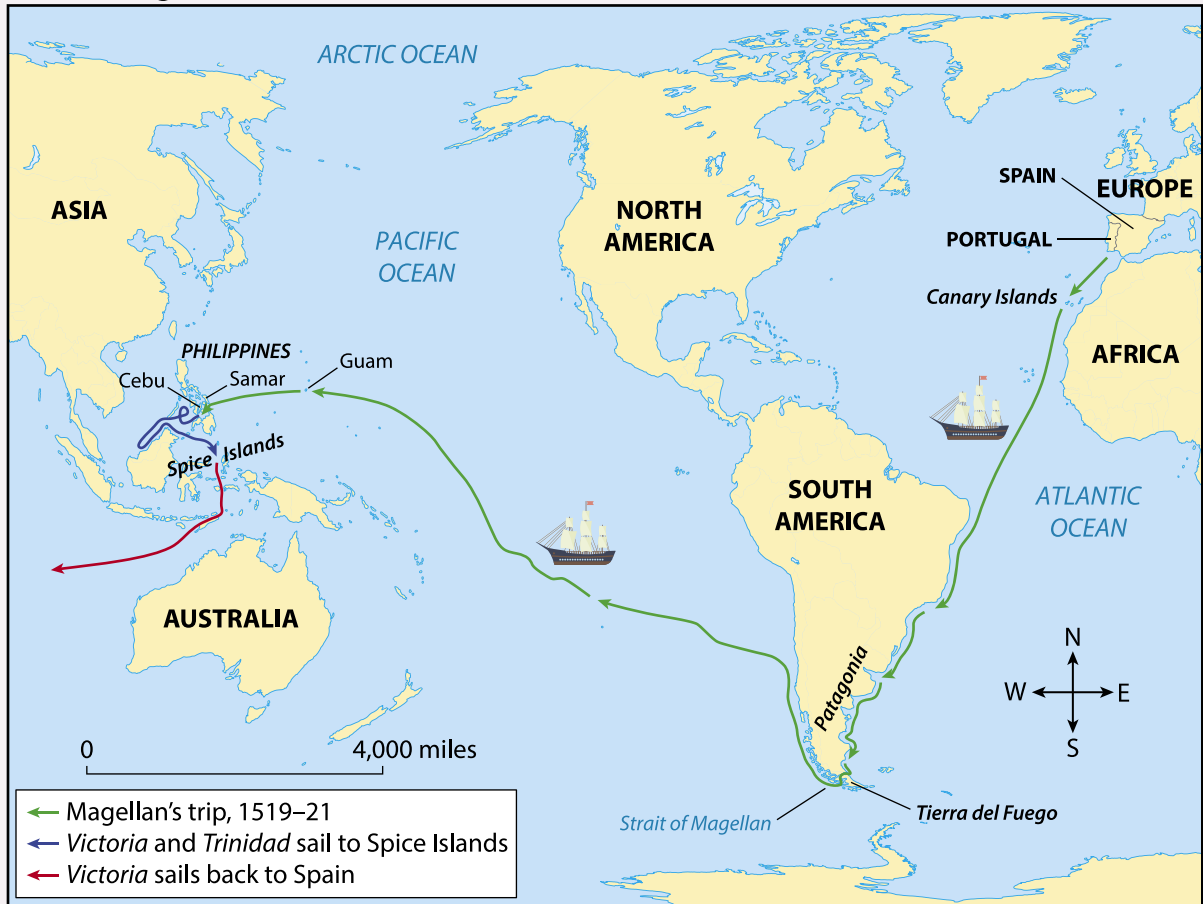 ARCTIC OCEAN
ASIA
NORTH
AMERICA
SPAIN
EUROPE
PORTUGAL
PACIFIC
OCEAN
Canary Islands
PHILIPPINES
Guam
Cebu
Samar
AFRICA
Spice Islands
SOUTH
AMERICA
ATLANTIC
OCEAN
AUSTRALIA
Patagonia
N
W
E
S
0
4,000 miles
Strait of Magellan
Tierra del Fuego
Magellan’s trip, 1519–21
Victoria and Trinidad sail to Spice Islands
Victoria sails back to Spain